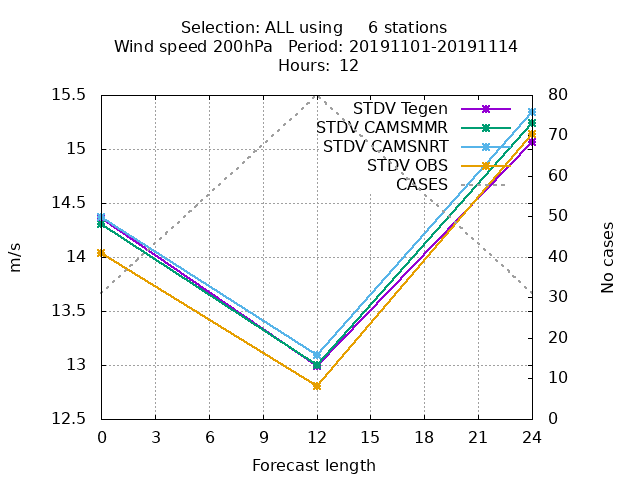 Selection: ALL using     6 stations
Wind speed 200hPa   Period: 20191101-20191114
Hours: 12
15.5
15
14.5
14
13.5
13
12.5
m/s
STDV Tegen
STDV CAMSMMR
STDV CAMSNRT
STDV OBS
CASES
80
70
60
50
40
30
20
10
0
No cases
0 3 6 9 12 15 18 21 24
Forecast length